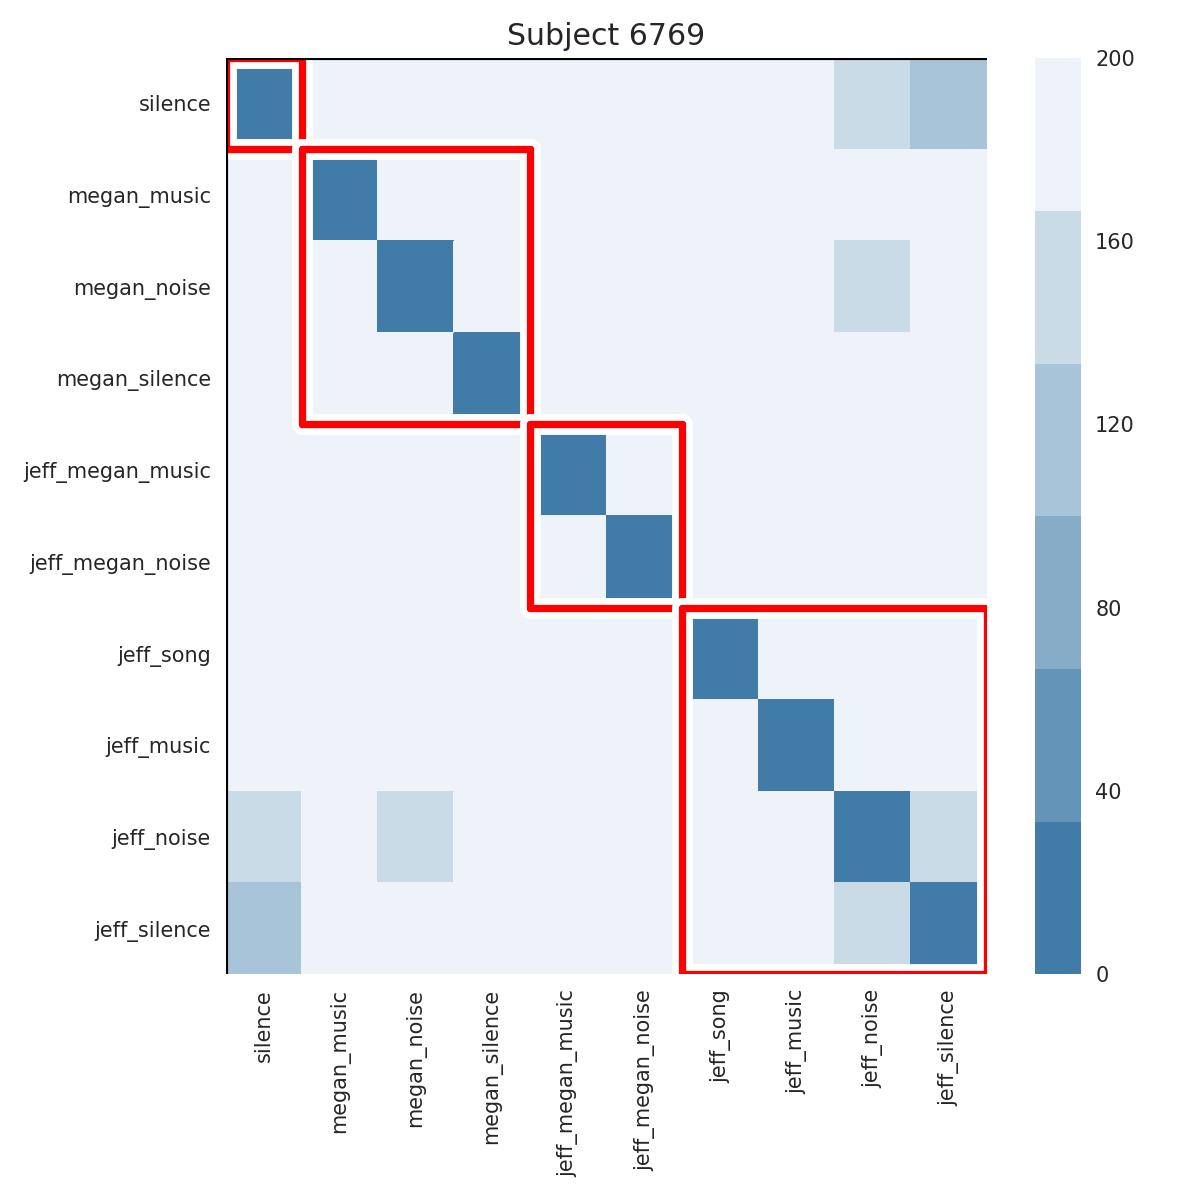 Subject 6769
silence
megan_music
megan_noise
megan_silence
jeff_megan_music
jeff_megan_noise
jeff_song
jeff_music
jeff_noise
jeff_silence
silence
megan_music
megan_noise
megan_silence
jeff_megan_music
jeff_megan_noise
jeff_song
jeff_music
jeff_noise
jeff_silence
200
160
120
80
40
0